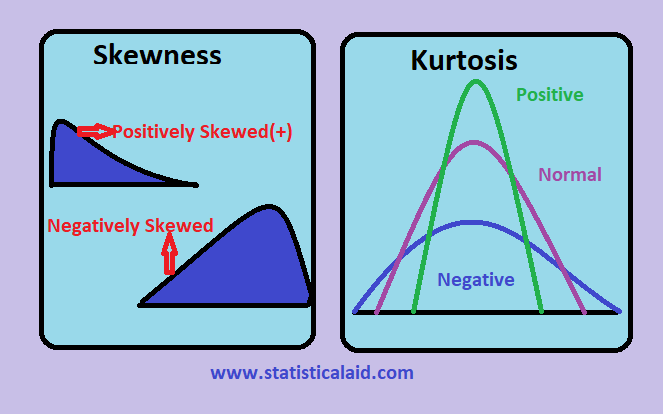 Skewness
Positively Skewed(+)
Negatively Skewed
Kurtosis
Positive
Normal
Negative
www.statisticalaid.com